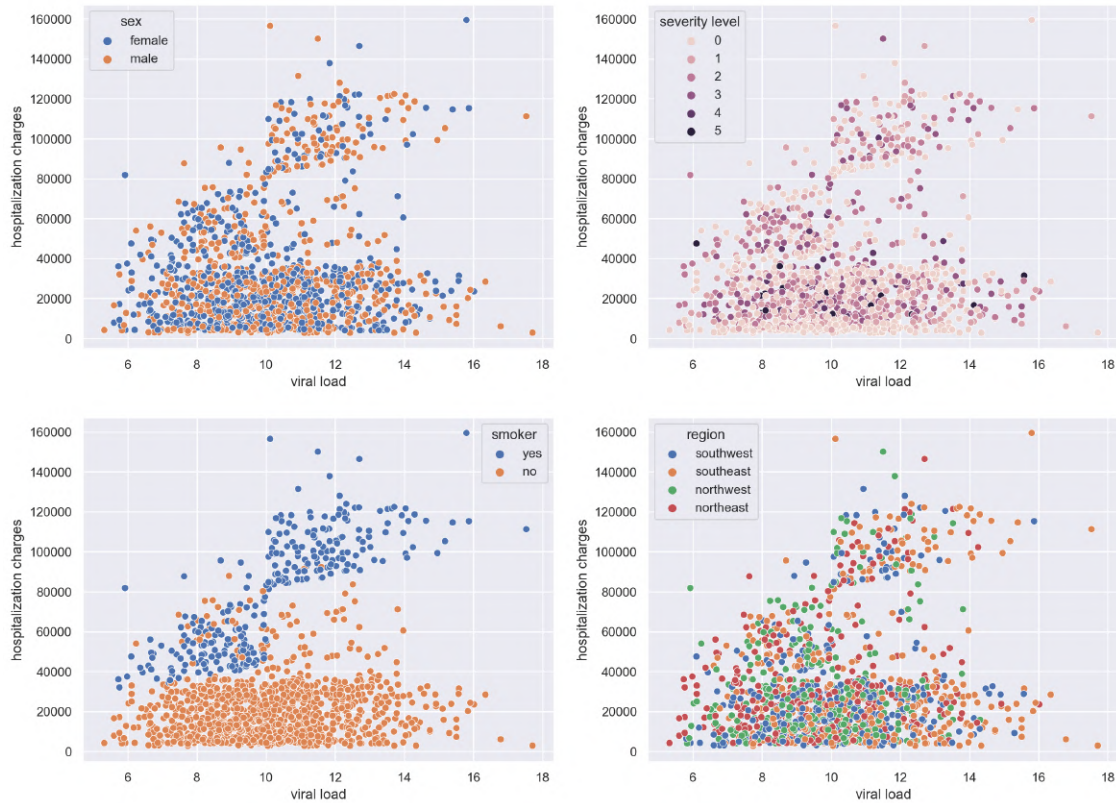 160000
140000
120000
100000
80000
60000
40000
20000
0
hospitalization charges
sex
female
male
6 8 10 12 14 16 18
viral load
160000
140000
120000
100000
80000
60000
40000
20000
0
hospitalization charges
severity level
0
1
2
3
4
5
6 8 10 12 14 16 18
viral load
160000
140000
120000
100000
80000
60000
40000
20000
0
hospitalization charges
smoker
yes
no
6 8 10 12 14 16 18
viral load
160000
140000
120000
100000
80000
60000
40000
20000
0
hospitalization charges
region
southwest
southeast
northwest
northeast
6 8 10 12 14 16 18
viral load